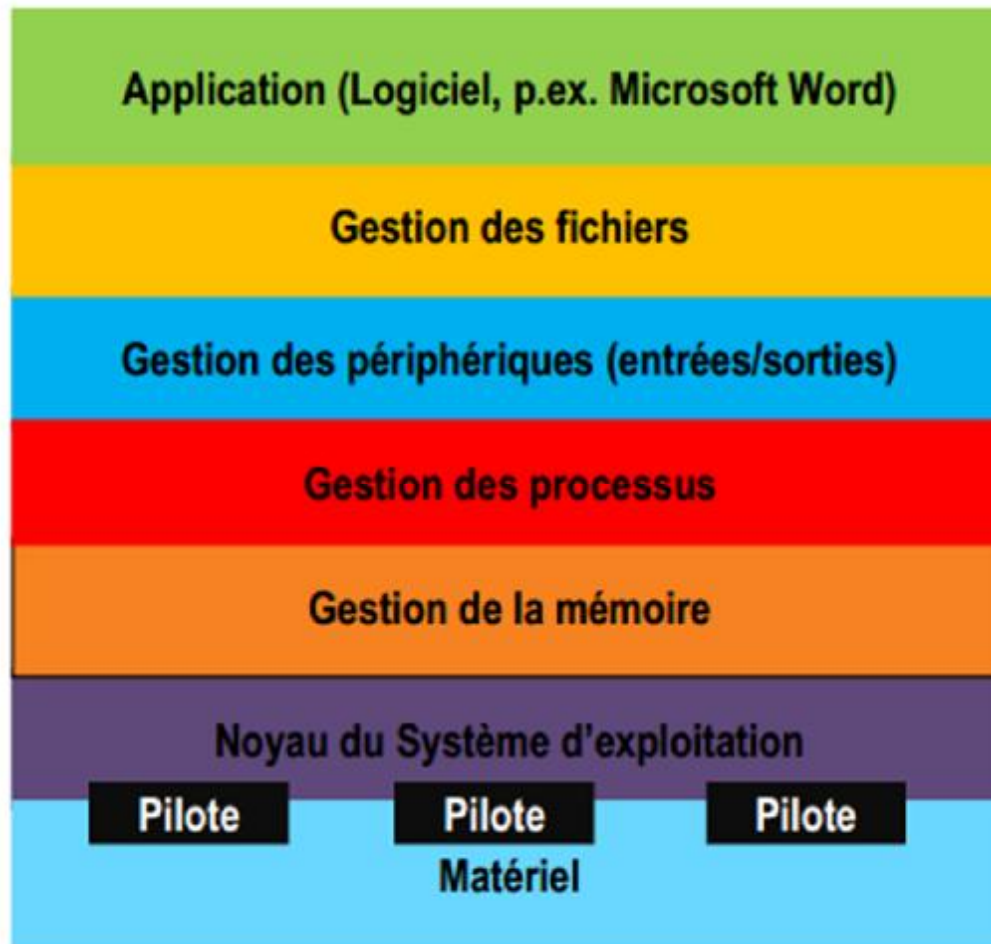 Application (Logiciel, p.ex. Microsoft Word)
Gestion des fichiers
Gestion des périphériques (entrées/sorties)
Gestion des processus
Gestion de la mémoire
Noyau du Système d’exploitation
Pilote Pilote Pilote
Matériel